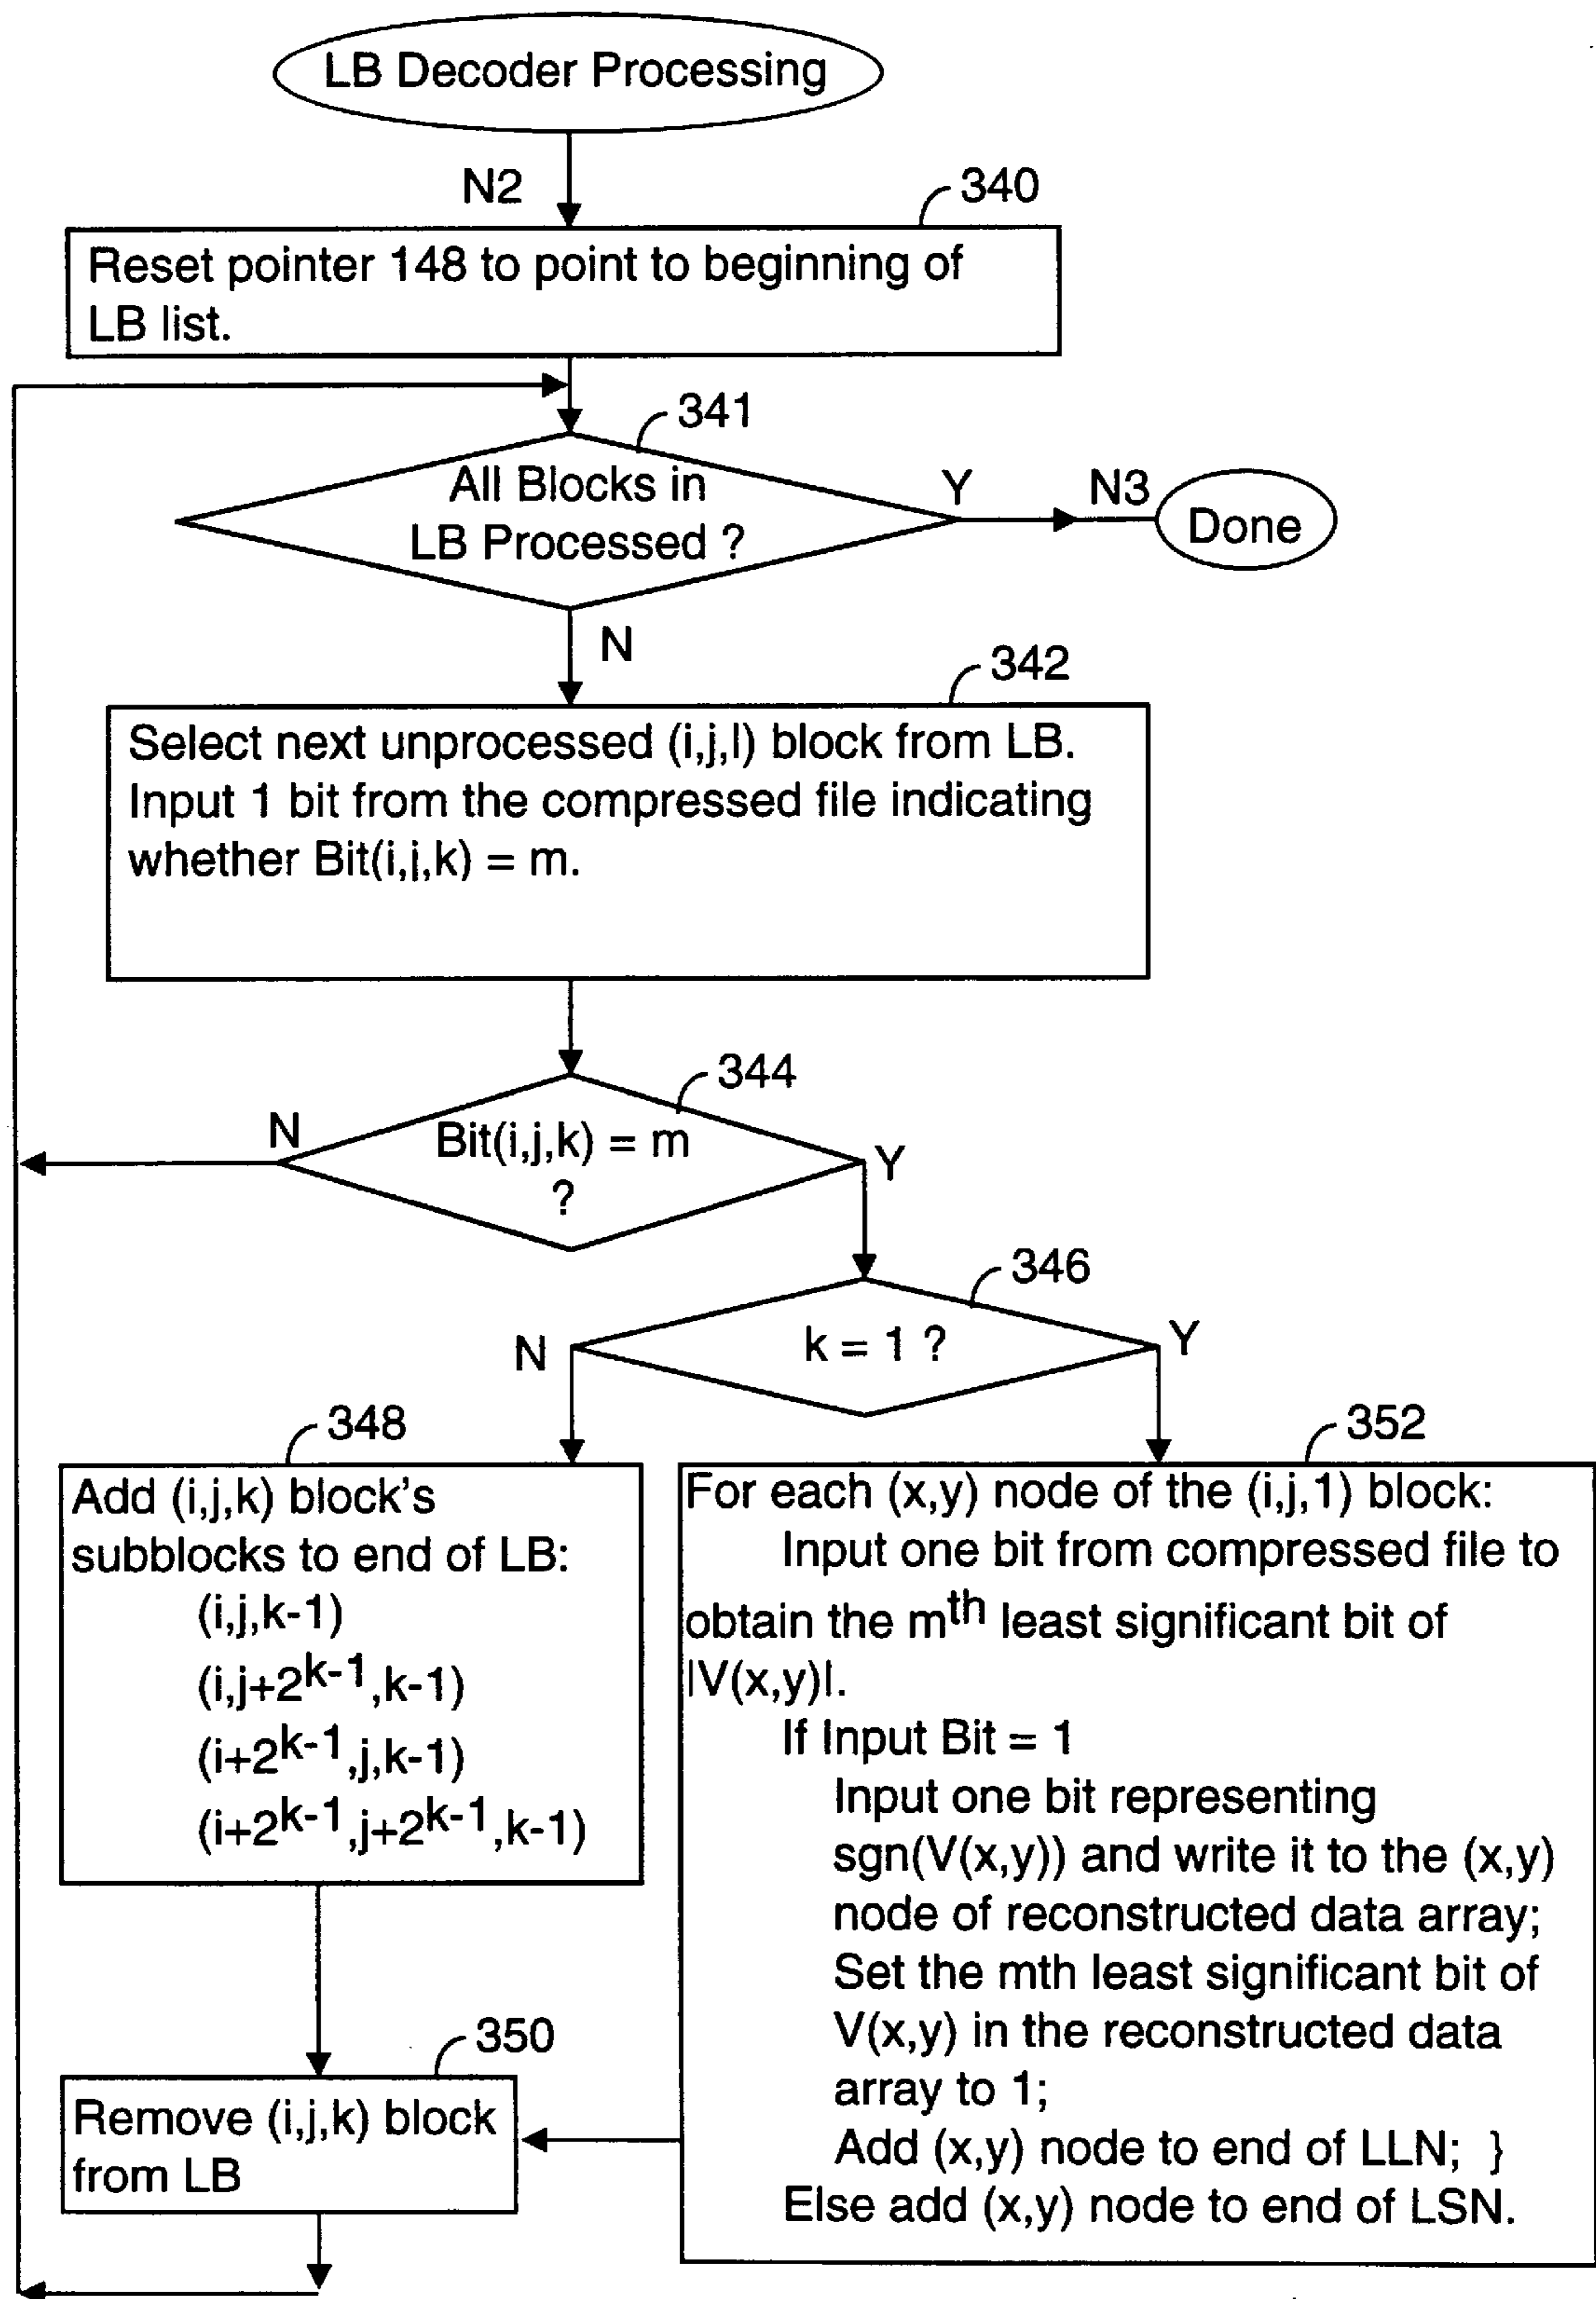 LB Decoder Processing
N2
340
Reset pointer 148 to point to beginning of
LB list.
341
All Blocks in
LB Processed ?
Y
N3
Done
N
342
Select next unprocessed (i,j,l) block from LB.
Input 1 bit from the compressed file indicating
whether Bit(i,j,k) = m.
344
N
Bit(i,j,k) = m
?
Y
346
N
k = 1 ?
Y
348
Add (i,j,k) block's
subblocks to end of LB:
(i,j,k-1)
(i,j+2^k-1,k-1)
(i+2^k-1,j,k-1)
(i+2^k-1,j+2^k-1,k-1)
352
For each (x,y) node of the (i,j,1) block:
Input one bit from compressed file to
obtain the m^th least significant bit of
|V(x,y)|.
If Input Bit = 1
Input one bit representing
sgn(V(x,y)) and write it to the (x,y)
node of reconstructed data array;
Set the mth least significant bit of
V(x,y) in the reconstructed data
array to 1;
Add (x,y) node to end of LLN; }
Else add (x,y) node to end of LSN.
350
Remove (i,j,k) block
from LB